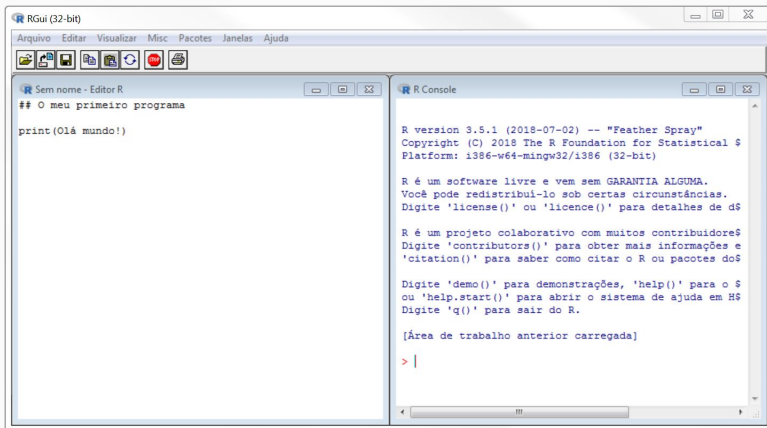 RGui (32-bit)
Arquivo Editar Visualizar Misc Pacotes Janelas Ajuda
STOP
Sem nome - Editor R
## O meu primeiro programa
print(Olá mundo!)
R Console
R version 3.5.1 (2018-07-02) -- "Feather Spray"
Copyright (C) 2018 The R Foundation for Statistical $
Platform: i386-w64-mingw32/i386 (32-bit)
R é um software livre e vem sem GARANTIA ALGUMA.
Você pode redistribuí-lo sob certas circunstâncias.
Digite 'license()' ou 'licence()' para detalhes de d$
R é um projeto colaborativo com muitos contribuidore$
Digite 'contributors()' para obter mais informações e
'citation()' para saber como citar o R ou pacotes do$
Digite 'demo()' para demonstrações, 'help()' para o $
ou 'help.start()' para abrir o sistema de ajuda em H$
Digite 'q()' para sair do R.
[Área de trabalho anterior carregada]
>